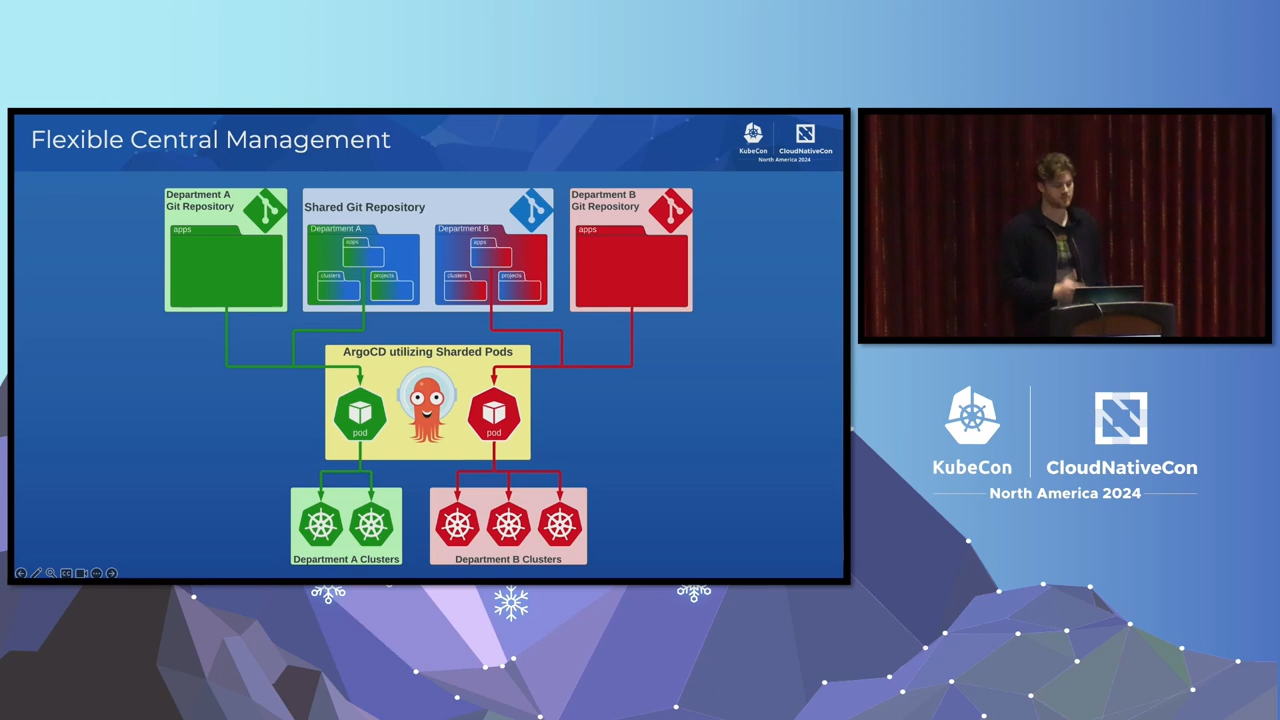 Flexible Central Management
KubeCon
CloudNativeCon
North America 2024
Department A
Git Repository
apps
Shared Git Repository
Department A
apps
clusters
projects
Department B
apps
clusters
projects
Department B
Git Repository
apps
ArgoCD utilizing Sharded Pods
pod
pod
Department A Clusters
Department B Clusters
CC
KubeCon
CloudNativeCon
North America 2024